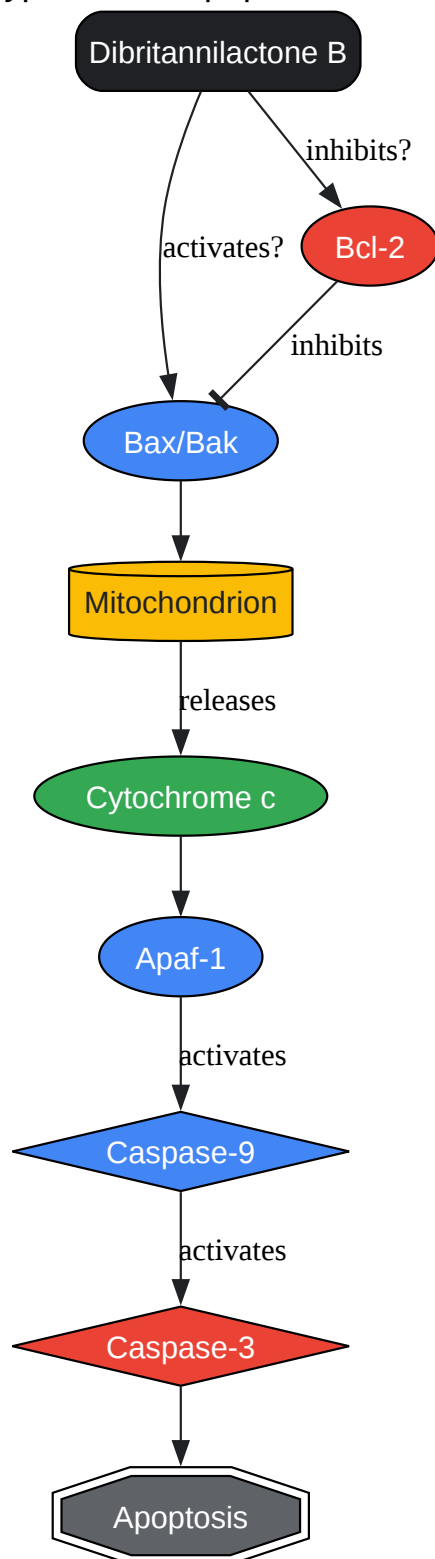 Dibritannilactone B
inhibits?
activates?
Bcl-2
inhibits
Bax/Bak
Mitochondrion
releases
Cytochrome c
Apaf-1
activates
Caspase-9
activates
Caspase-3
Apoptosis